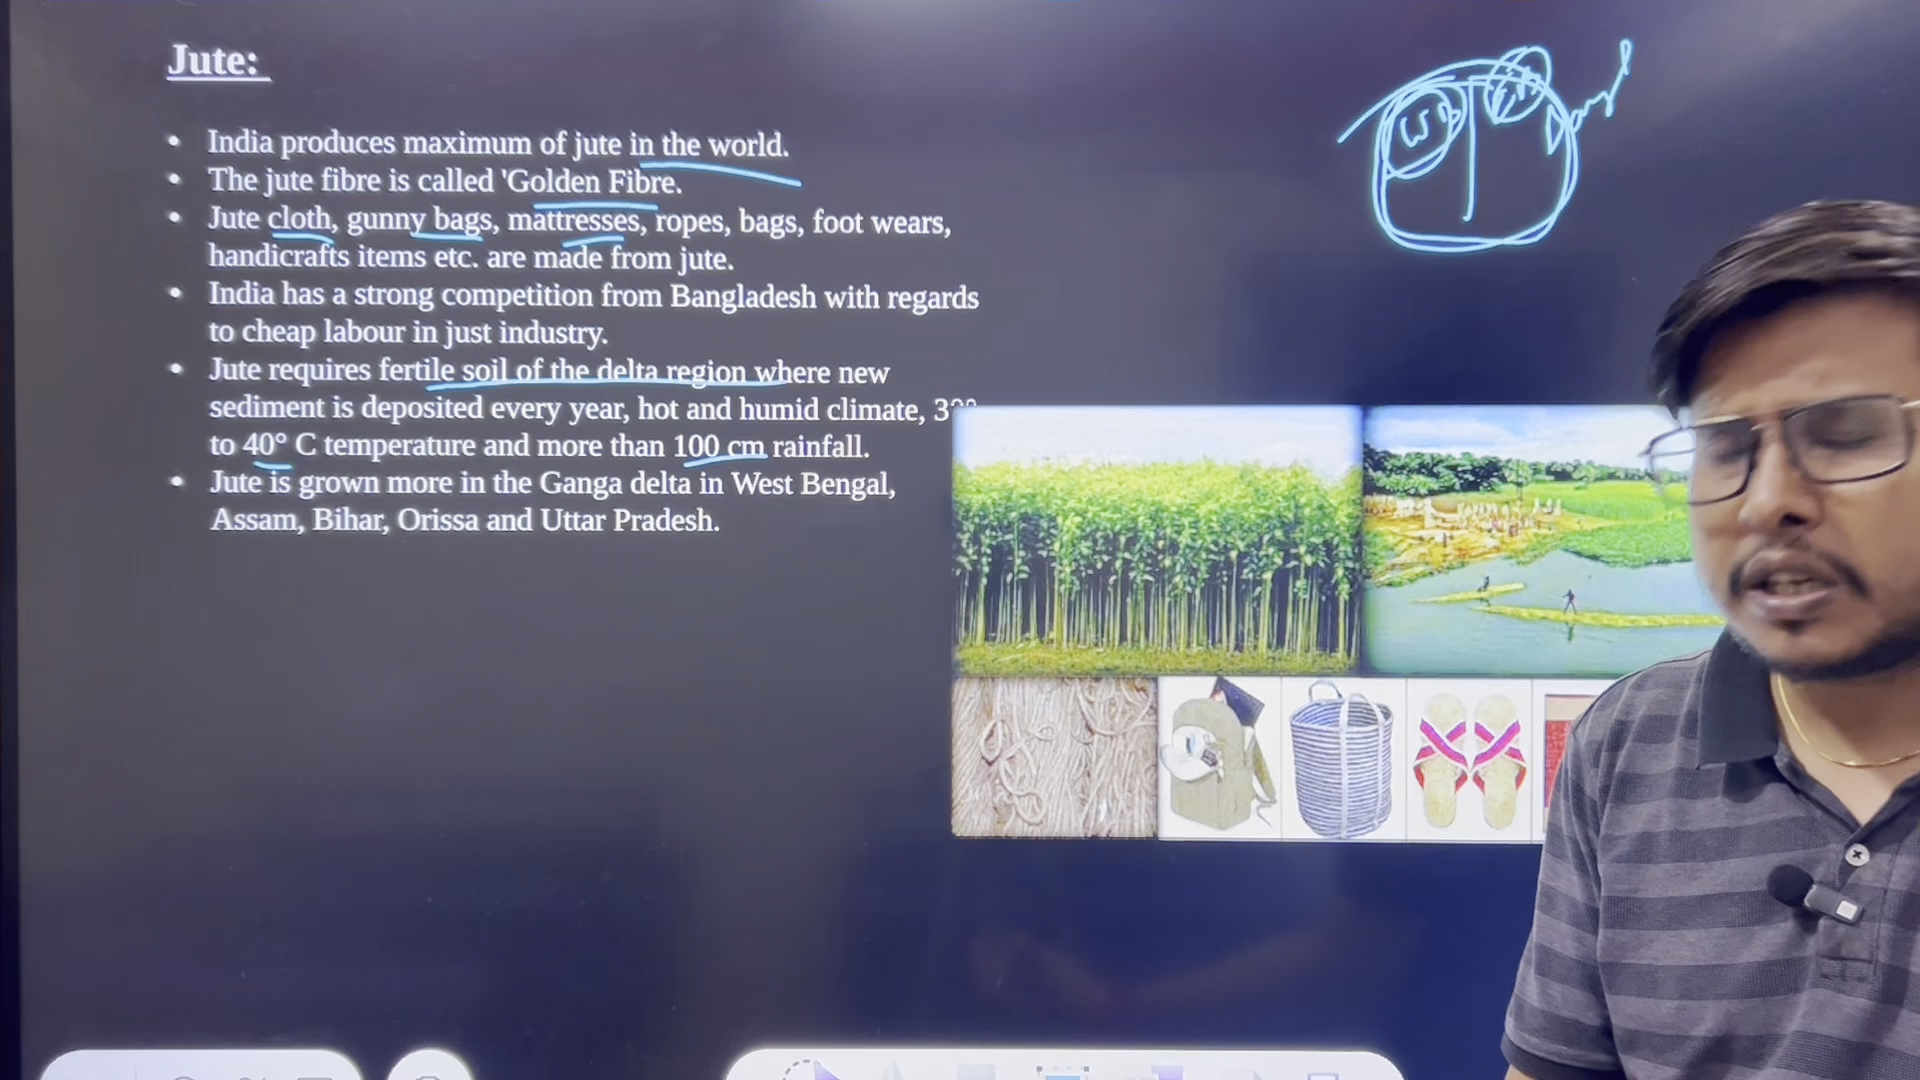 Jute:
• India produces maximum of jute in the world.
• The jute fibre is called 'Golden Fibre.
• Jute cloth, gunny bags, mattresses, ropes, bags, foot wears,
handicrafts items etc. are made from jute.
• India has a strong competition from Bangladesh with regards
to cheap labour in just industry.
• Jute requires fertile soil of the delta region where new
sediment is deposited every year, hot and humid climate,
to 40° C temperature and more than 100 cm rainfall.
• Jute is grown more in the Ganga delta in West Bengal,
Assam, Bihar, Orissa and Uttar Pradesh.